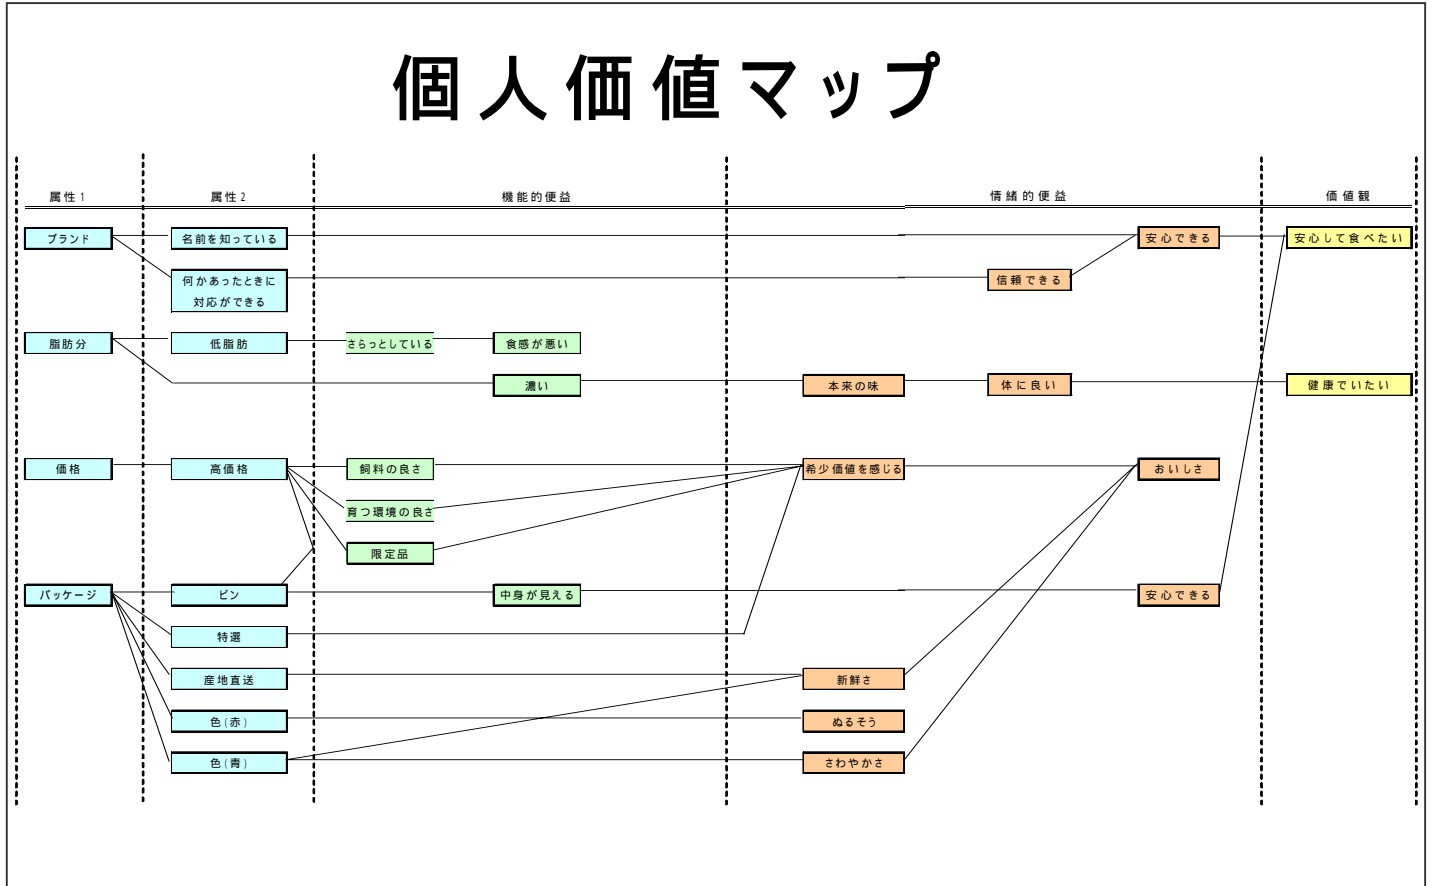 個人価値マップ
属性1 属性2 機能的便益 情緒的便益 価値観
ブランド 名前を知っている 安心できる 安心して食べたい
何かあったときに
対応ができる
信頼できる
脂肪分 低脂肪 さらっとしている 食感が悪い
濃い 本来の味 体に良い 健康でいたい
価格 高価格 飼料の良さ 希少価値を感じる おいしさ
育つ環境の良さ
限定品
パッケージ ビン 中身が見える 安心できる
特選
産地直送 新鮮さ
色(赤) ぬるそう
色(青) さわやかさ